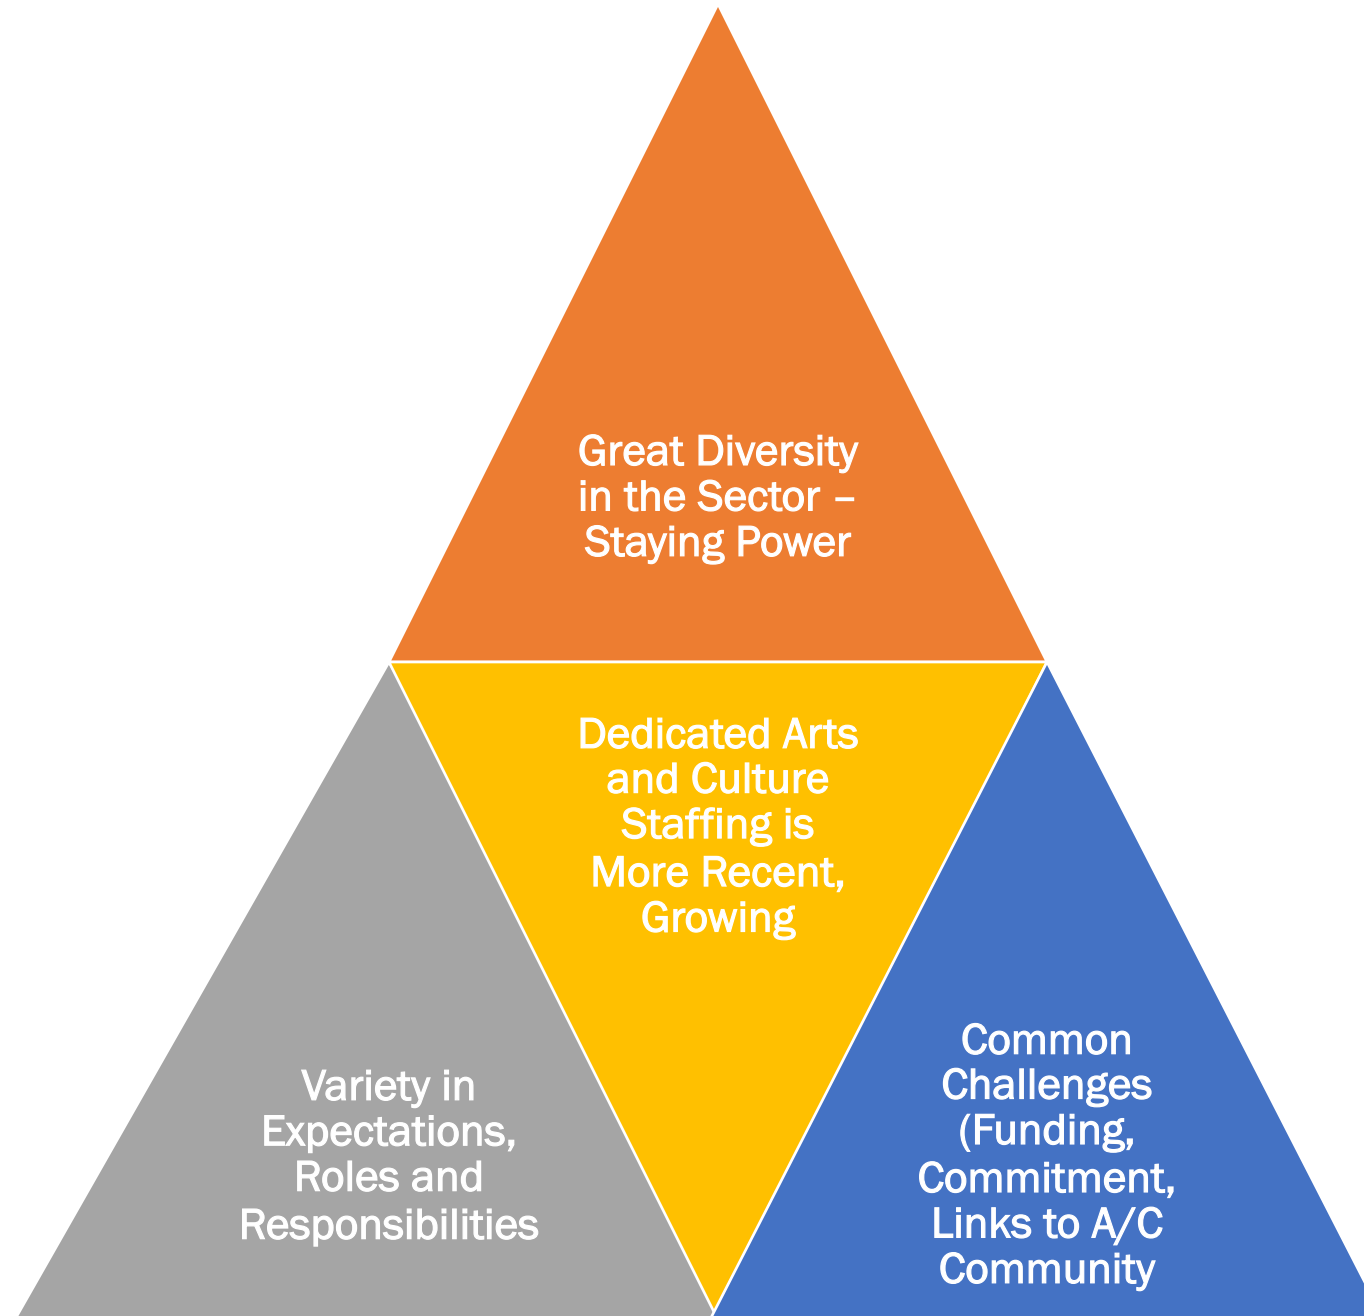 Great Diversity
in the Sector –
Staying Power
Dedicated Arts
and Culture
Staffing is
More Recent,
Growing
Variety in
Expectations,
Roles and
Responsibilities
Common
Challenges
(Funding,
Commitment,
Links to A/C
Community